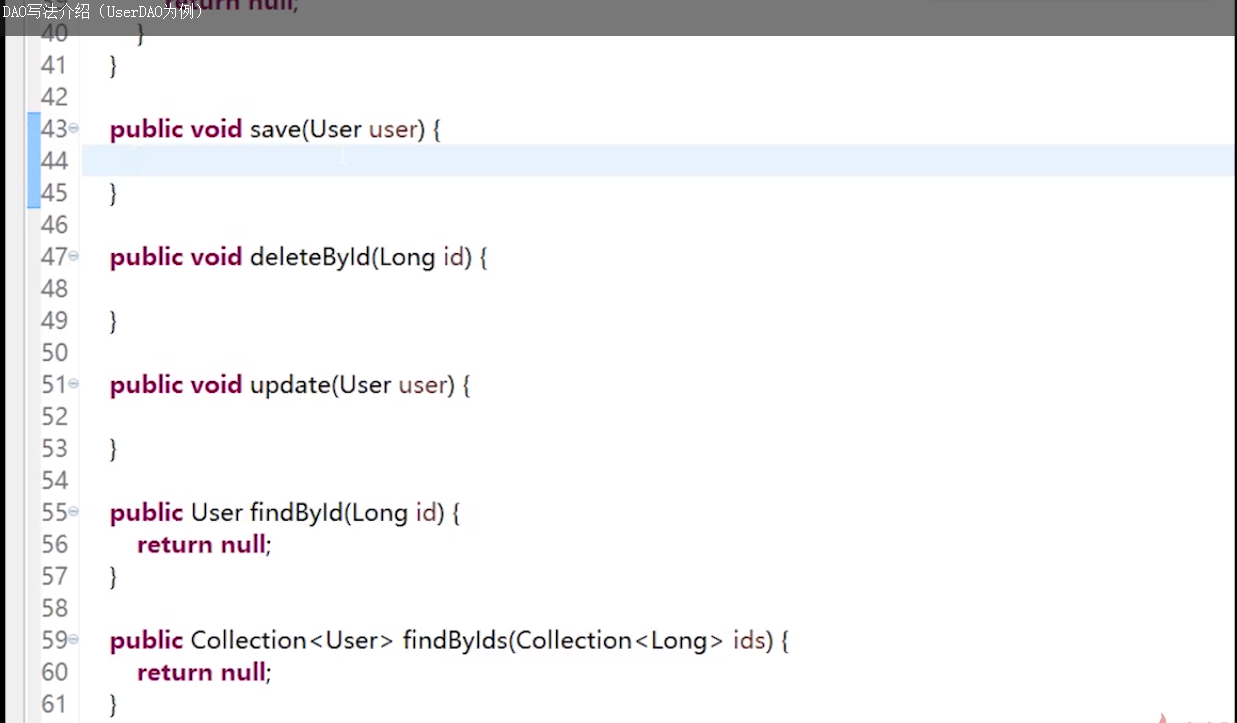 DAO写法介绍（UserDAO为例）
return null;
40 }
41 }
42
43 public void save(User user) {
44
45 }
46
47 public void deleteById(Long id) {
48
49 }
50
51 public void update(User user) {
52
53 }
54
55 public User findById(Long id) {
56 return null;
57 }
58
59 public Collection<User> findByIds(Collection<Long> ids) {
60 return null;
61 }